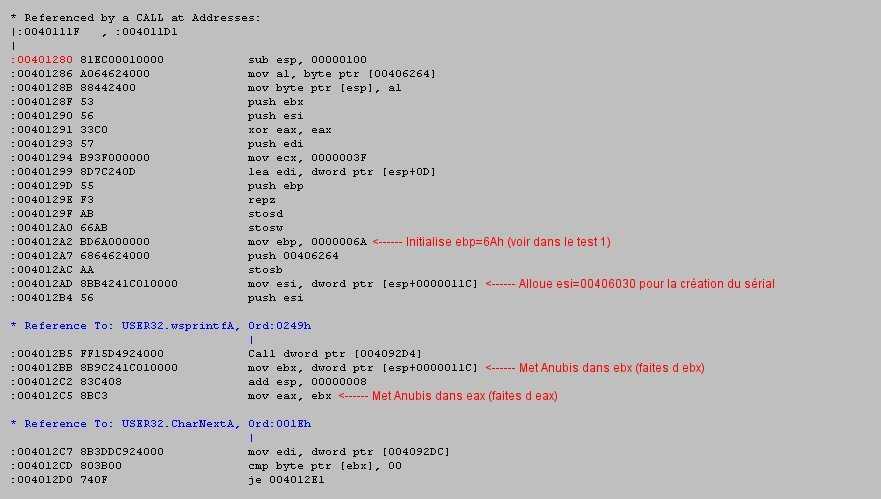 * Referenced by a CALL at Addresses:
|:0040111F   , :004011D1
|
:00401280 81EC00010000 sub esp, 00000100
:00401286 A064624000 mov al, byte ptr [00406264]
:0040128B 88442400 mov byte ptr [esp], al
:0040128F 53 push ebx
:00401290 56 push esi
:00401291 33C0 xor eax, eax
:00401293 57 push edi
:00401294 B93F000000 mov ecx, 0000003F
:00401299 8D7C240D lea edi, dword ptr [esp+0D]
:0040129D 55 push ebp
:0040129E F3 repz
:0040129F AB stosd
:004012A0 66AB stosw
:004012A2 BD6A000000 mov ebp, 0000006A <------ Initialise ebp=6Ah (voir dans le test 1)
:004012A7 6864624000 push 00406264
:004012AC AA stosb
:004012AD 8BB4241C010000 mov esi, dword ptr [esp+0000011C] <------ Alloue esi=00406030 pour la création du sérial
:004012B4 56 push esi
* Reference To: USER32.wsprintfA, Ord:0249h
|
:004012B5 FF15D4924000 Call dword ptr [004092D4]
:004012BB 8B9C241C010000 mov ebx, dword ptr [esp+0000011C] <------ Met Anubis dans ebx (faites d ebx)
:004012C2 83C408 add esp, 00000008
:004012C5 8BC3 mov eax, ebx <------ Met Anubis dans eax (faites d eax)
* Reference To: USER32.CharNextA, Ord:001Eh
|
:004012C7 8B3DDC924000 mov edi, dword ptr [004092DC]
:004012CD 803B00 cmp byte ptr [ebx], 00
:004012D0 740F je 004012E1